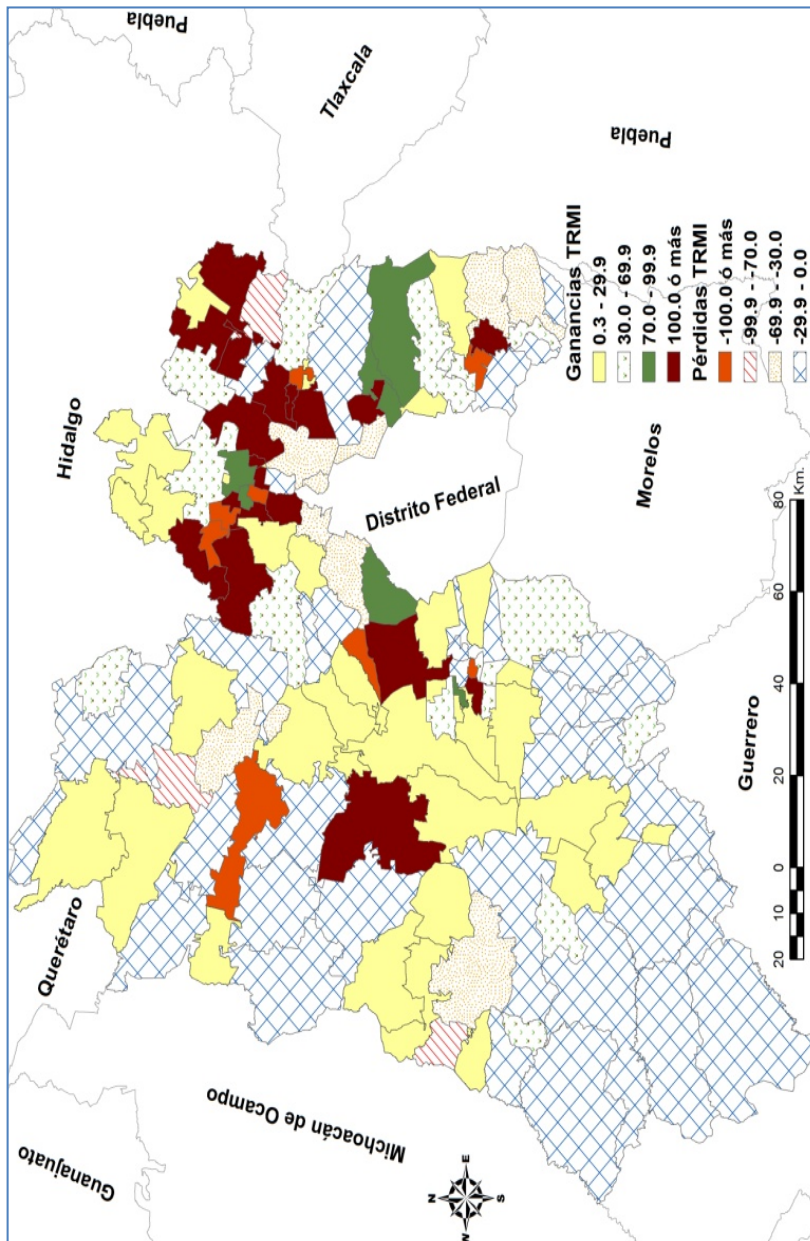 Puebla
Hidalgo
Tlaxcala
Querétaro
Guanajuato
Distrito Federal
Puebla
Michoacán de Ocampo
Morelos
Guerrero
Ganancias TRMI
0.3 - 29.9
30.0 - 69.9
70.0 - 99.9
100.0 ó más
Pérdidas TRMI
-100.0 ó más
-99.9 - -70.0
-69.9 - -30.0
-29.9 - 0.0
N
W E
S
20 10 0 20 40 60 80
Km.